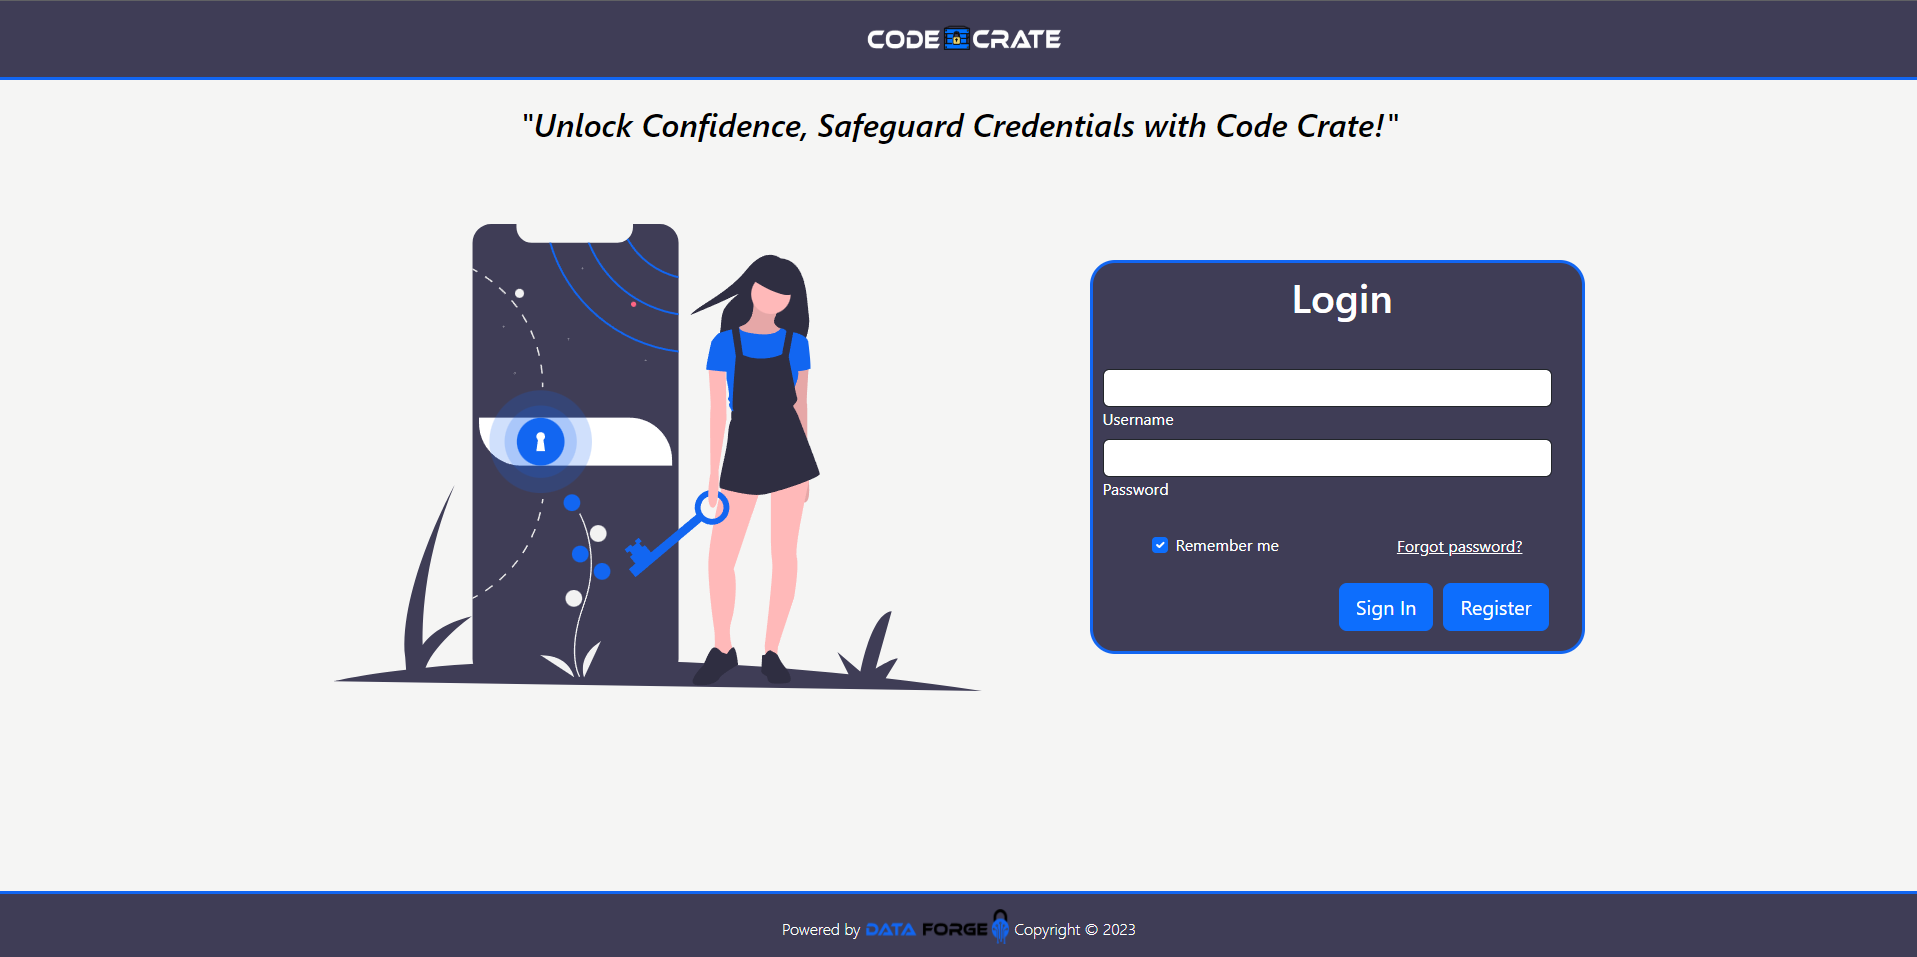 CODE CRATE
"Unlock Confidence, Safeguard Credentials with Code Crate!"
Login
Username
Password
Remember me
Forgot password?
Sign In
Register
Powered by DATA FORGE Copyright © 2023